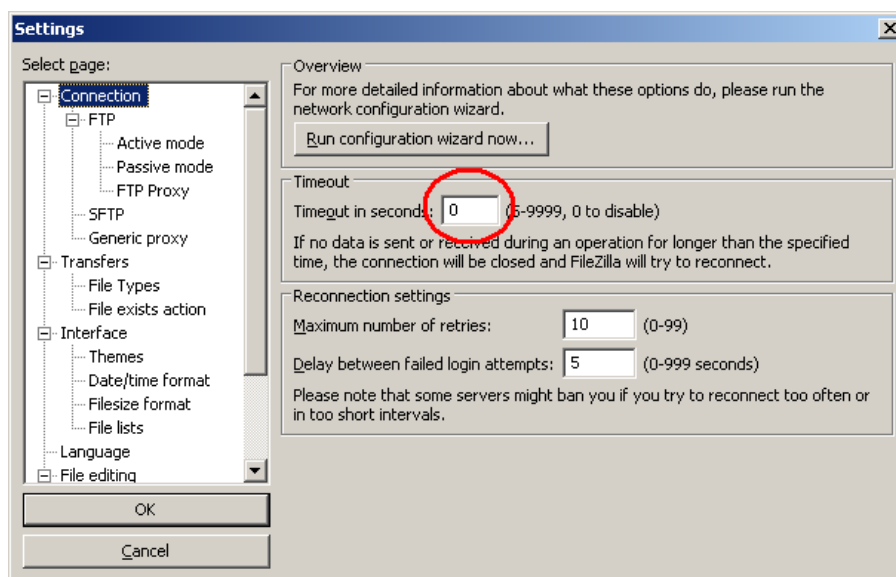 Settings
Select page:
Connection
FTP
Active mode
Passive mode
FTP Proxy
SFTP
Generic proxy
Transfers
File Types
File exists action
Interface
Themes
Date/time format
Filesize format
File lists
Language
File editing
OK
Cancel
Overview
For more detailed information about what these options do, please run the
network configuration wizard.
Run configuration wizard now...
Timeout
Timeout in seconds: 0 (5-9999, 0 to disable)
If no data is sent or received during an operation for longer than the specified
time, the connection will be closed and FileZilla will try to reconnect.
Reconnection settings
Maximum number of retries: 10 (0-99)
Delay between failed login attempts: 5 (0-999 seconds)
Please note that some servers might ban you if you try to reconnect too often or
in too short intervals.